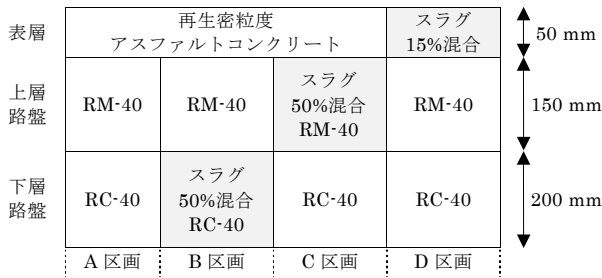 表層
再生密粒度
アスファルトコンクリート
スラグ
15%混合
50 mm
上層
路盤
RM-40
RM-40
スラグ
50%混合
RM-40
RM-40
150 mm
下層
路盤
RC-40
スラグ
50%混合
RC-40
RC-40
RC-40
200 mm
A 区画
B 区画
C 区画
D 区画